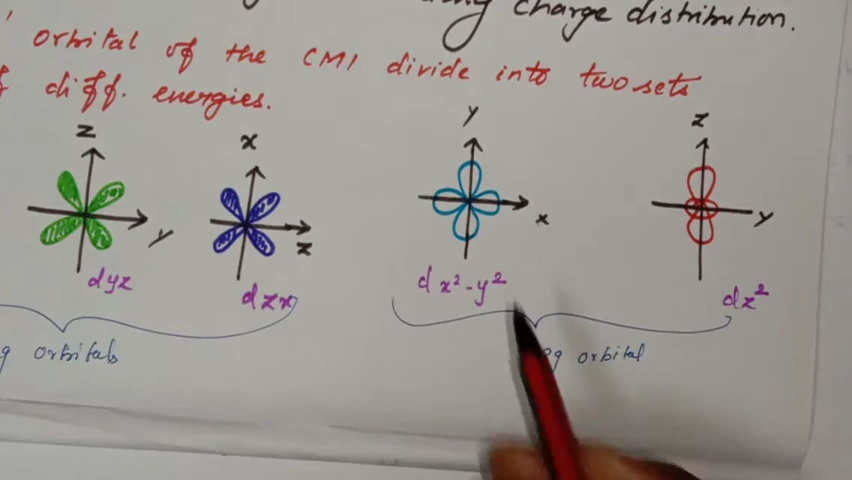 charge distribution.
orbital of the CMI divide into two sets
of diff. energies.
z
y
dyz
x
z
dzx
y
x
dx²-y²
z
y
dz²
g orbitals
g orbital